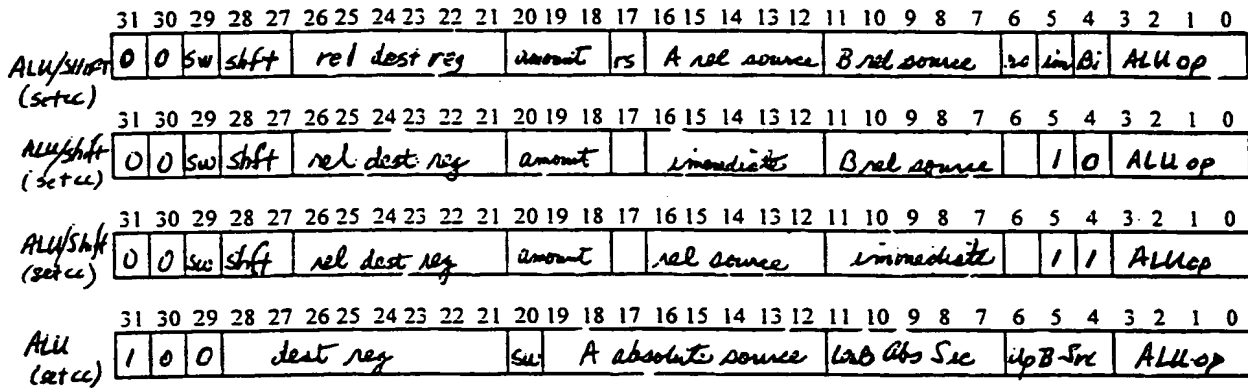 31 30 29 28 27 26 25 24 23 22 21 20 19 18 17 16 15 14 13 12 11 10 9 8 7 6 5 4 3 2 1 0
ALU/Shift 0 0 sw shft rel dest reg amount rs A rel source B rel source im Bi ALU op
(setcc)
31 30 29 28 27 26 25 24 23 22 21 20 19 18 17 16 15 14 13 12 11 10 9 8 7 6 5 4 3 2 1 0
ALU/shft 0 0 sw shft rel dest reg amount immediate B rel source 1 0 ALU op
(setcc)
31 30 29 28 27 26 25 24 23 22 21 20 19 18 17 16 15 14 13 12 11 10 9 8 7 6 5 4 3 2 1 0
ALU/Shft 0 0 sw shft rel dest reg amount rel source immediate 1 1 ALU op
(setcc)
31 30 29 28 27 26 25 24 23 22 21 20 19 18 17 16 15 14 13 12 11 10 9 8 7 6 5 4 3 2 1 0
ALU 1 0 0 dest reg sw A absolute source B Abs Src B-Src ALU-op
(setcc)